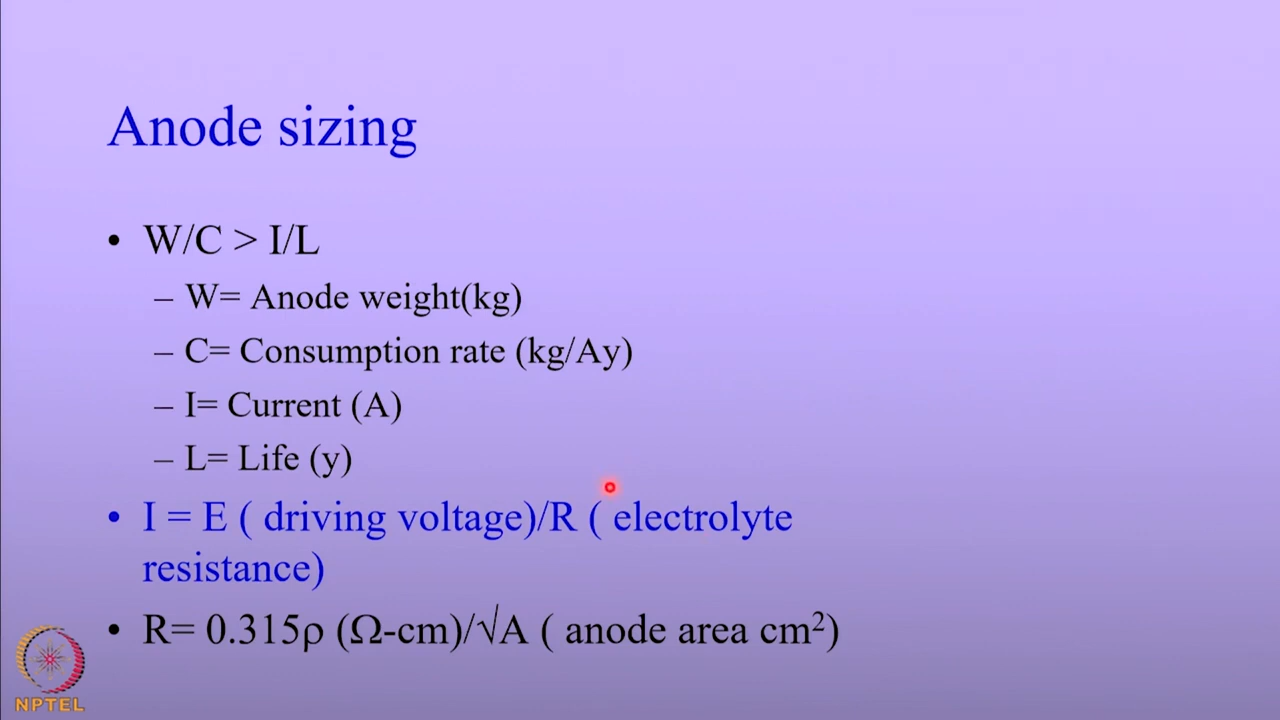 Anode sizing
• W/C > I/L
– W= Anode weight(kg)
– C= Consumption rate (kg/Ay)
– I= Current (A)
– L= Life (y)
• I = E ( driving voltage)/R ( electrolyte
resistance)
• R= 0.315ρ (Ω-cm)/√A ( anode area cm²)
NPTEL